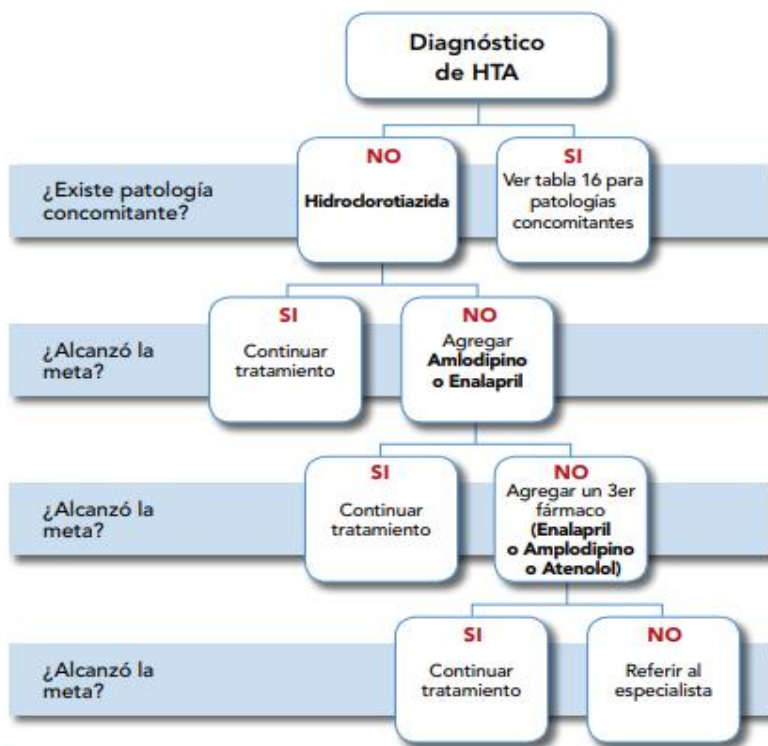 Diagnóstico
de HTA
¿Existe patología
concomitante?
NO
Hidroclorotiazida
SI
Ver tabla 16 para
patologías
concomitantes
¿Alcanzó la
meta?
SI
Continuar
tratamiento
NO
Agregar
Amlodipino
o Enalapril
¿Alcanzó la
meta?
SI
Continuar
tratamiento
NO
Agregar un 3er
fármaco
(Enalapril
o Amplodipino
o Atenolol)
¿Alcanzó la
meta?
SI
Continuar
tratamiento
NO
Referir al
especialista